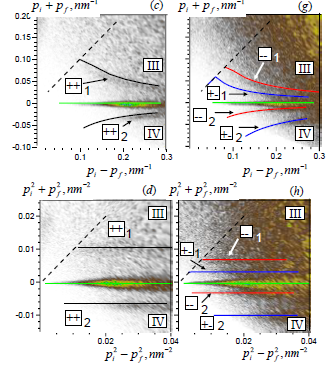 p_i + p_f, nm⁻¹ (c)
0.20
0.15
0.10
0.05
0
-0.05
-0.10
III
++ 1
++ 2
IV
0.1 0.2 0.3
p_i − p_f, nm⁻¹
p_i + p_f, nm⁻¹ (g)
-- 1
III
+- 1
-- 2
+- 2
IV
0.1 0.2 0.3
p_i − p_f, nm⁻¹
p_i² + p_f², nm⁻² (d)
0.02
0.01
0
-0.01
III
++ 1
++ 2
IV
0.02 0.04
p_i² − p_f², nm⁻²
p_i² + p_f², nm⁻² (h)
III
-- 1
+- 1
-- 2
+- 2
IV
0.02 0.04
p_i² − p_f², nm⁻²